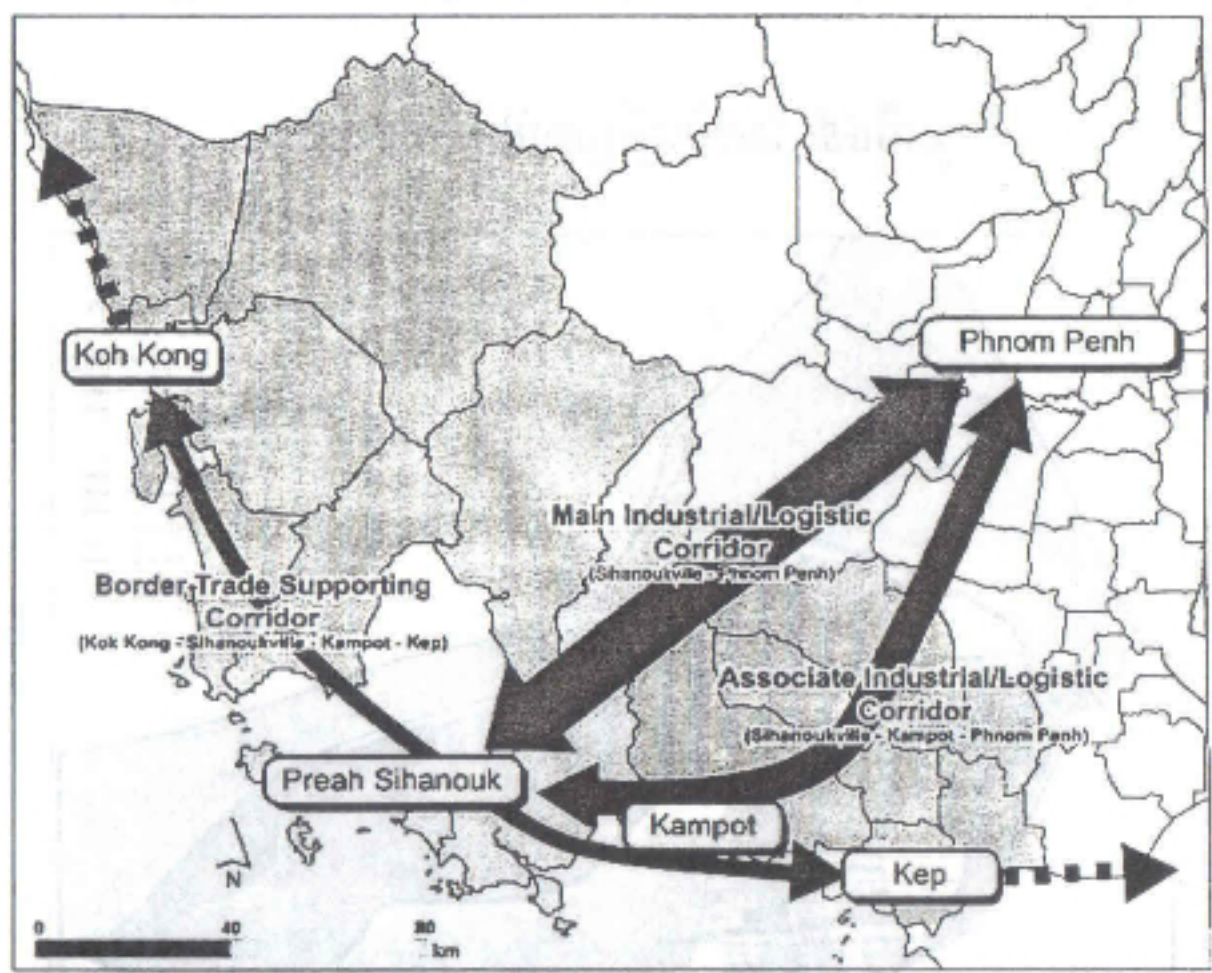 Koh Kong
Phnom Penh
Main Industrial/Logistic
Corridor
(Sihanoukville - Phnom Penh)
Border Trade Supporting
Corridor
(Kok Kong - Sihanoukville - Kampot - Kep)
Associate Industrial/Logistic
Corridor
(Sihanoukville - Kampot - Phnom Penh)
Preah Sihanouk
Kampot
Kep
N
0 40 80
km